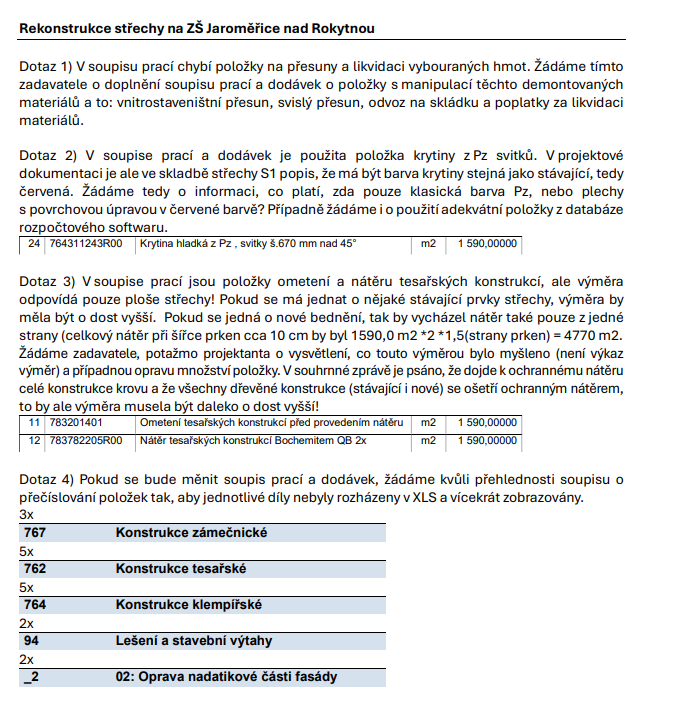 Rekonstrukce střechy na ZŠ Jaroměřice nad Rokytnou
Dotaz 1) V soupisu prací chybí položky na přesuny a likvidaci vybouraných hmot. Žádáme tímto
zadavatele o doplnění soupisu prací a dodávek o položky s manipulací těchto demontovaných
materiálů a to: vnitrostaveništní přesun, svislý přesun, odvoz na skládku a poplatky za likvidaci
materiálů.
Dotaz 2) V soupise prací a dodávek je použita položka krytiny z Pz svitků. V projektové
dokumentaci je ale ve skladbě střechy S1 popis, že má být barva krytiny stejná jako stávající, tedy
červená. Žádáme tedy o informaci, co platí, zda pouze klasická barva Pz, nebo plechy
s povrchovou úpravou v červené barvě? Případně žádáme i o použití adekvátní položky z databáze
rozpočtového softwaru.
24 764311243R00 Krytina hladká z Pz , svitky š.670 mm nad 45° m2 1 590,00000
Dotaz 3) V soupise prací jsou položky ometení a nátěru tesařských konstrukcí, ale výměra
odpovídá pouze ploše střechy! Pokud se má jednat o nějaké stávající prvky střechy, výměra by
měla být o dost vyšší. Pokud se jedná o nové bednění, tak by vycházel nátěr také pouze z jedné
strany (celkový nátěr při šířce prken cca 10 cm by byl 1590,0 m2 *2 *1,5(strany prken) = 4770 m2.
Žádáme zadavatele, potažmo projektanta o vysvětlení, co touto výměrou bylo myšleno (není výkaz
výměr) a případnou opravu množství položky. V souhrnné zprávě je psáno, že dojde k ochrannému nátěru
celé konstrukce krovu a že všechny dřevěné konstrukce (stávající i nové) se ošetří ochranným nátěrem,
to by ale výměra musela být daleko o dost vyšší!
11 783201401 Ometení tesařských konstrukcí před provedením nátěru m2 1 590,00000
12 783782205R00 Nátěr tesařských konstrukcí Bochemitem QB 2x m2 1 590,00000
Dotaz 4) Pokud se bude měnit soupis prací a dodávek, žádáme kvůli přehlednosti soupisu o
přečíslování položek tak, aby jednotlivé díly nebyly rozházeny v XLS a vícekrát zobrazovány.
3x
767 Konstrukce zámečnické
5x
762 Konstrukce tesařské
5x
764 Konstrukce klempířské
2x
94 Lešení a stavební výtahy
2x
_2 02: Oprava nadatikové části fasády